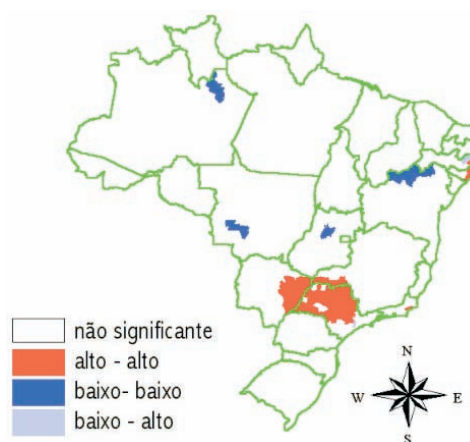 não significante
alto - alto
baixo- baixo
baixo - alto
N
W
E
S